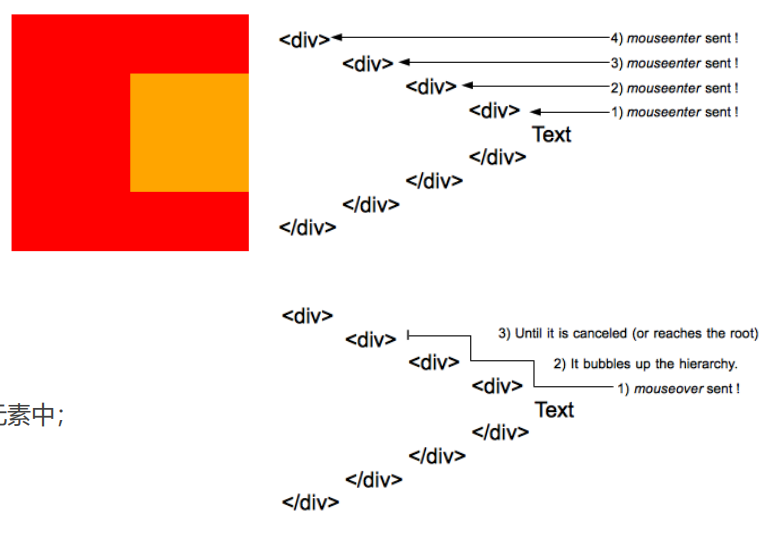 <div> 4) mouseenter sent !
<div> 3) mouseenter sent !
<div> 2) mouseenter sent !
<div> 1) mouseenter sent !
Text
</div>
</div>
</div>
</div>
<div>
<div> 3) Until it is canceled (or reaches the root)
<div> 2) It bubbles up the hierarchy.
<div> 1) mouseover sent !
Text
素中；
</div>
</div>
</div>
</div>